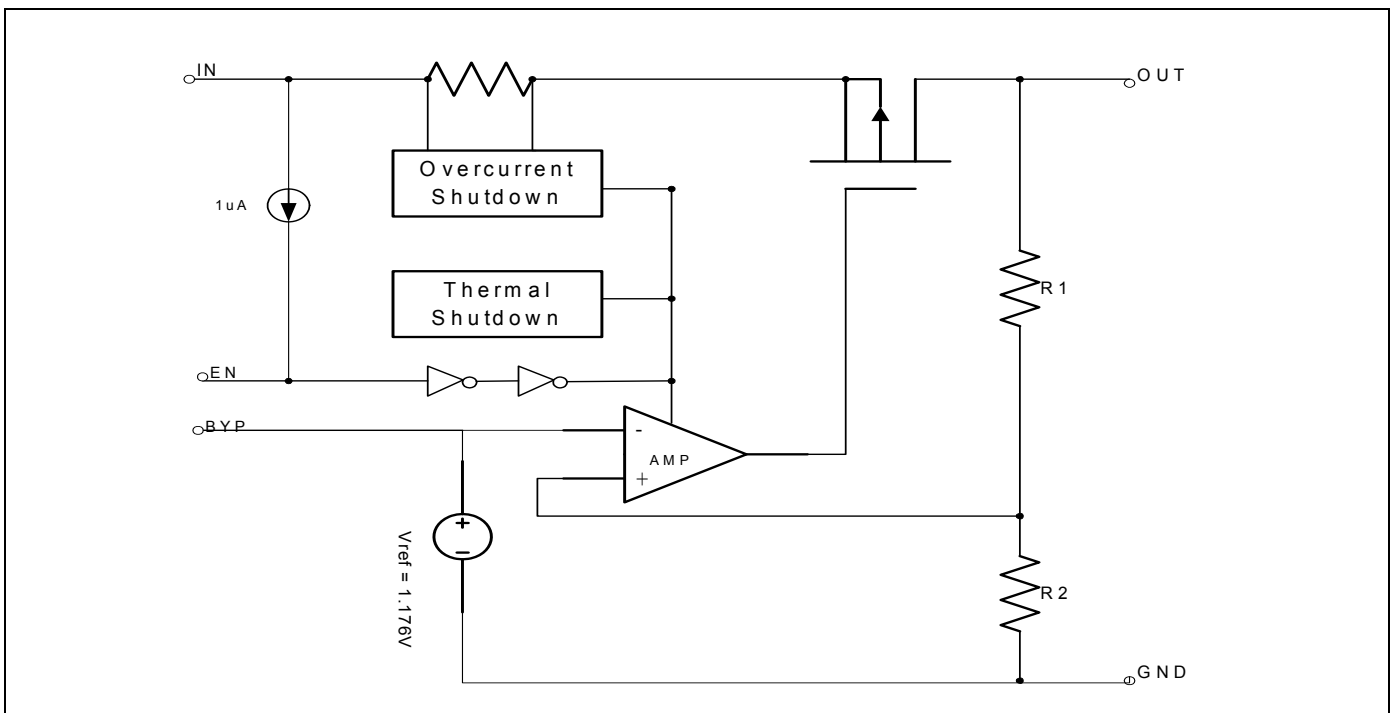 IN
OUT
Overcurrent
Shutdown
1uA
R1
Thermal
Shutdown
EN
BYP
-
AMP
+
+
−
Vref = 1.176V
R2
GND